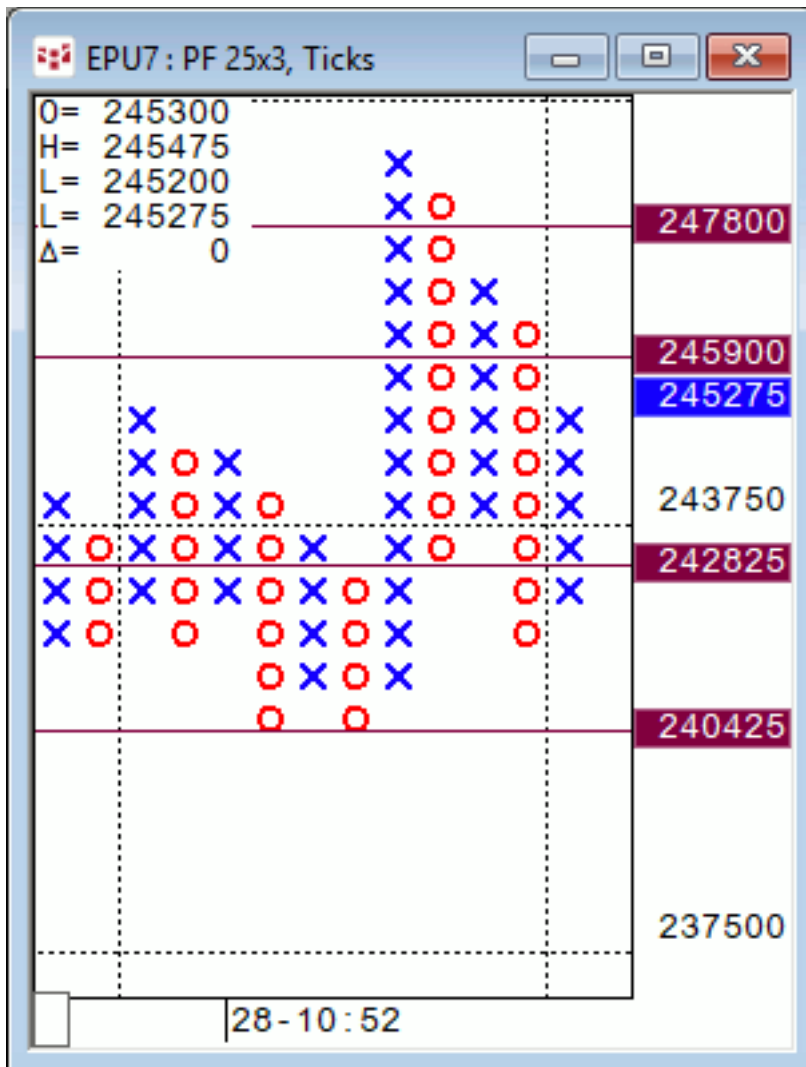 EPU7 : PF 25x3, Ticks
O= 245300
H= 245475
L= 245200
L= 245275
Δ= 0
247800
245900
245275
243750
242825
240425
237500
28-10:52